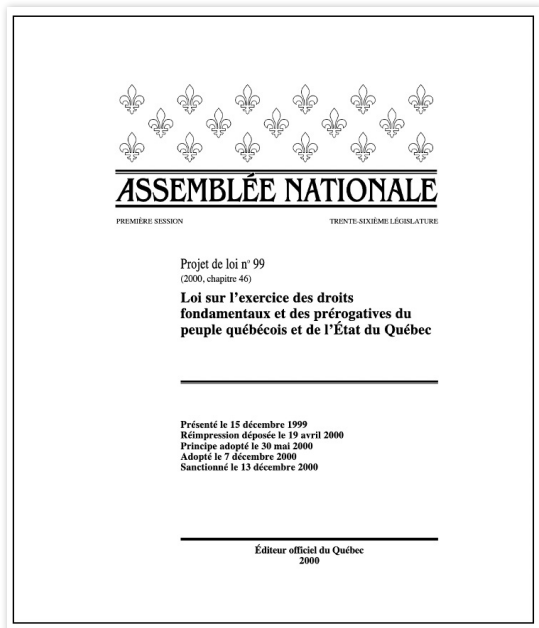 ASSEMBLÉE NATIONALE
PREMIÈRE SESSION TRENTE-SIXIÈME LÉGISLATURE
Projet de loi nº 99
(2000, chapitre 46)
Loi sur l’exercice des droits
fondamentaux et des prérogatives du
peuple québécois et de l’État du Québec
Présenté le 15 décembre 1999
Réimpression déposée le 19 avril 2000
Principe adopté le 30 mai 2000
Adopté le 7 décembre 2000
Sanctionné le 13 décembre 2000
Éditeur officiel du Québec
2000